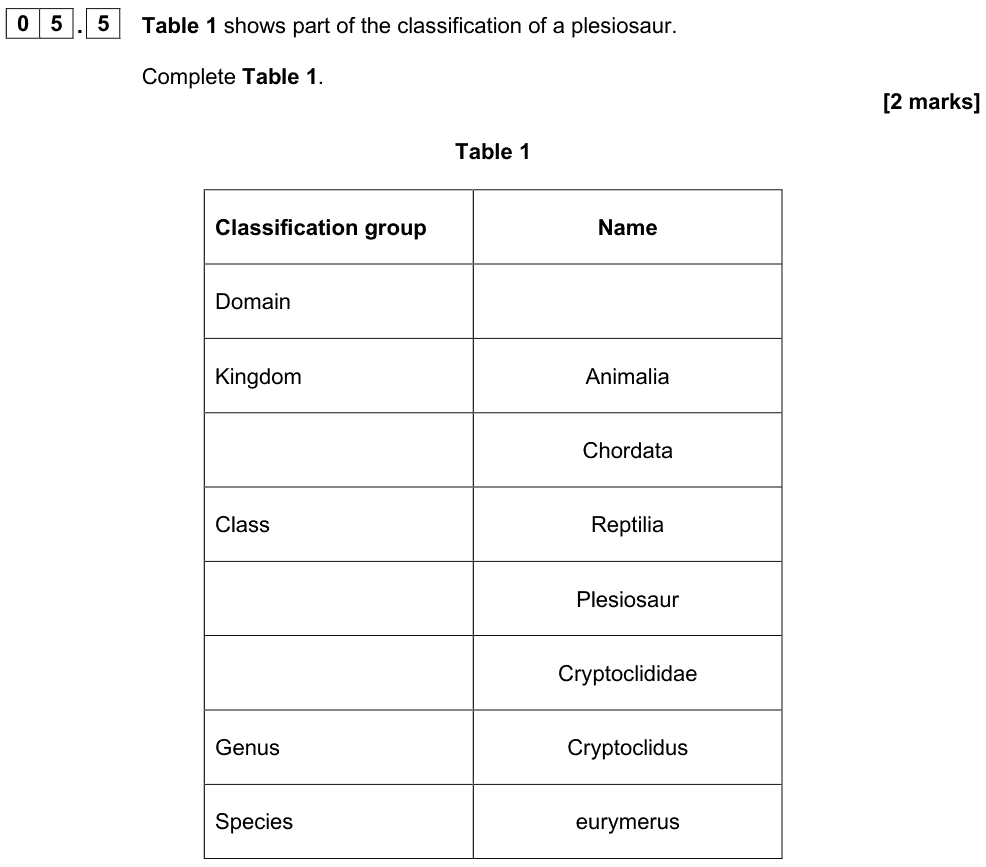 0 5 . 5 Table 1 shows part of the classification of a plesiosaur.
Complete Table 1.
[2 marks]
Table 1
Classification group Name
Domain
Kingdom Animalia
Chordata
Class Reptilia
Plesiosaur
Cryptoclididae
Genus Cryptoclidus
Species eurymerus